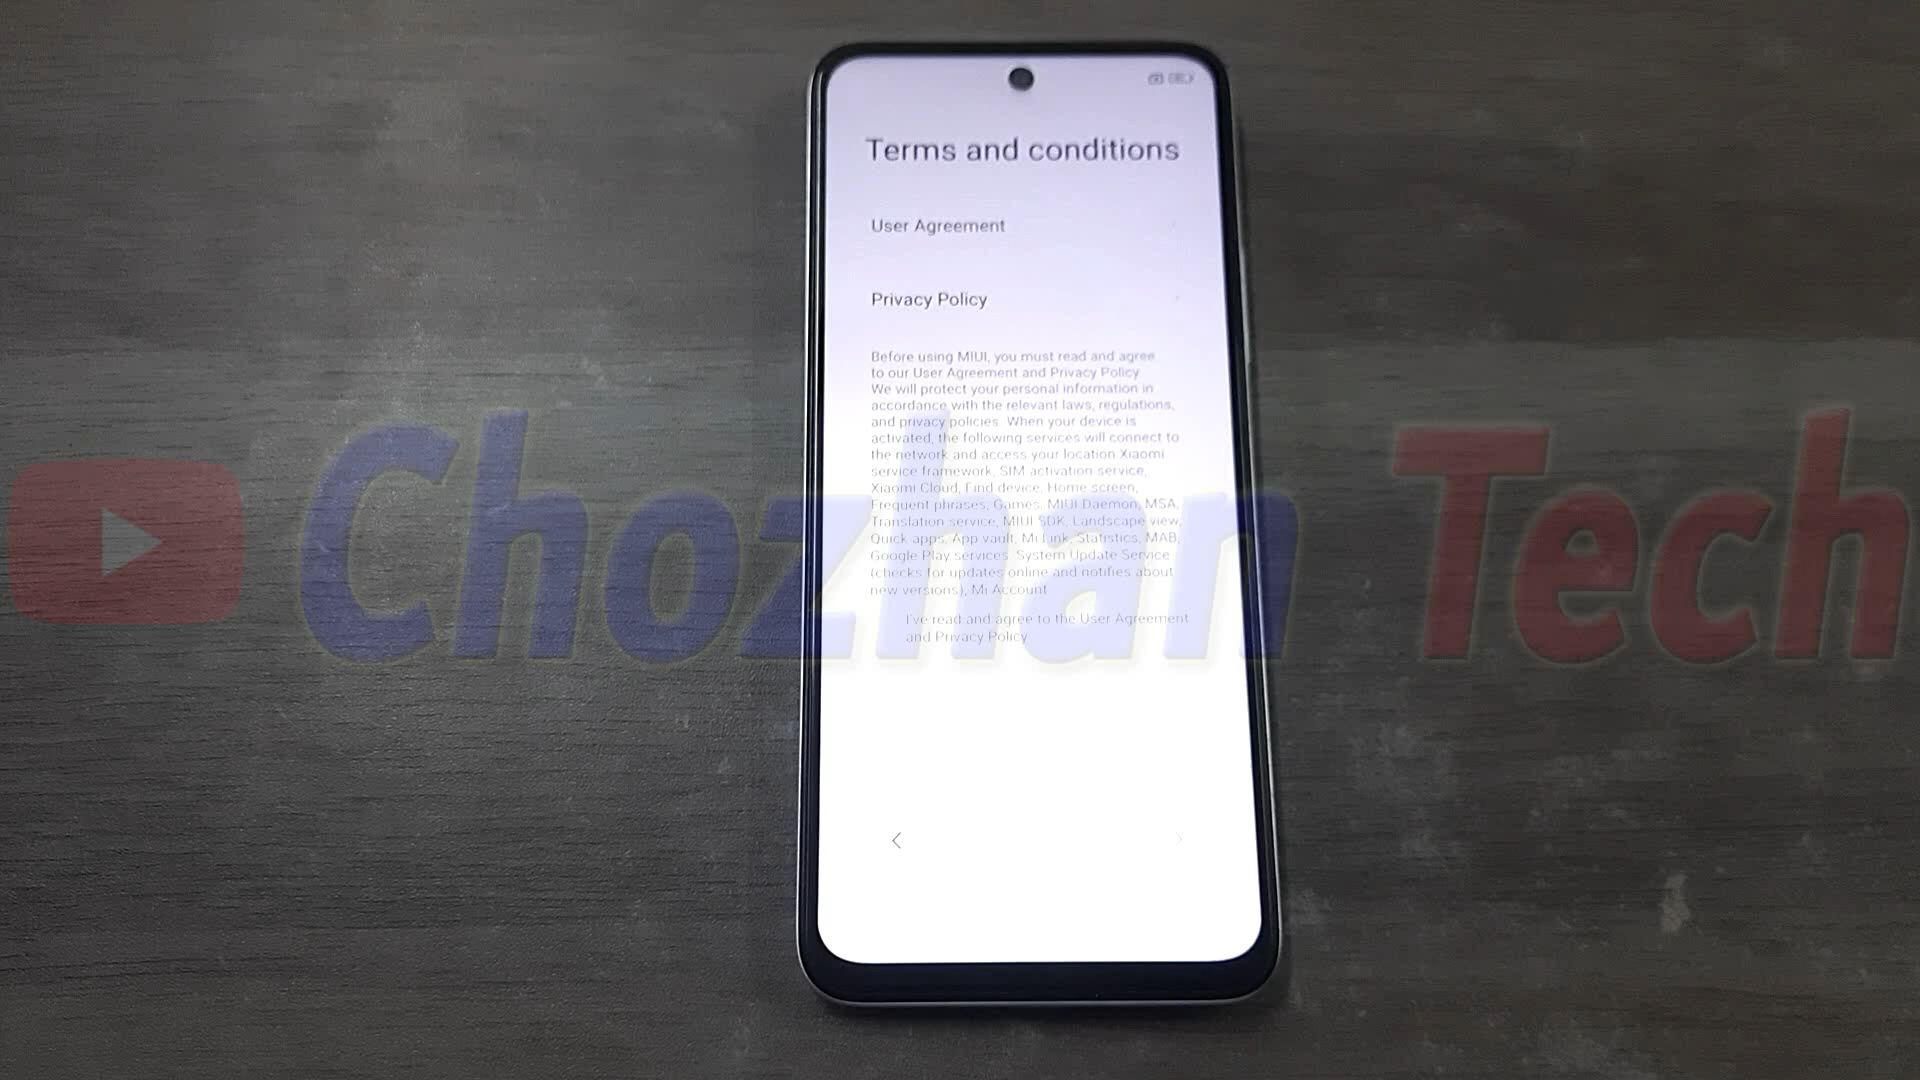 Terms and conditions
User Agreement
Privacy Policy
Before using MIUI, you must read and agree
to our User Agreement and Privacy Policy
We will protect your personal information in
accordance with the relevant laws, regulations,
and privacy policies. When your device is
activated, the following services will connect to
the network and access your location Xiaomi
service framework, SIM activation service,
Xiaomi Cloud, Find device, Home screen,
Frequent phrases, Games, MIUI Daemon, MSA,
Translation service, MIUI SDK, Landscape view,
Quick apps, App vault, Mi Link, Statistics, MAB,
Google Play services, System Update Service
(checks for updates online and notifies about
new versions), Mi Account
I've read and agree to the User Agreement
and Privacy Policy
Chozhan Tech